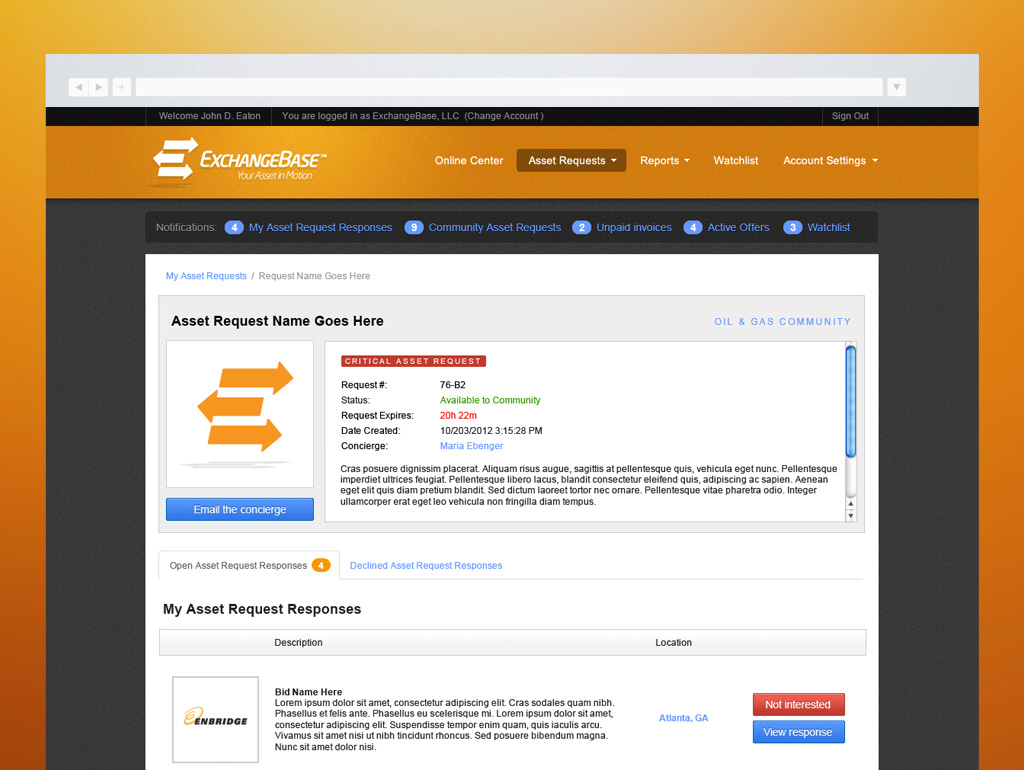 Welcome John D. Eaton
You are logged in as ExchangeBase, LLC (Change Account )
Sign Out
EXCHANGEBASE™
Your Asset in Motion
Online Center
Asset Requests
Reports
Watchlist
Account Settings
Notifications: 4 My Asset Request Responses 9 Community Asset Requests 2 Unpaid invoices 4 Active Offers 3 Watchlist
My Asset Requests / Request Name Goes Here
Asset Request Name Goes Here
OIL & GAS COMMUNITY
CRITICAL ASSET REQUEST
Request #: 76-B2
Status: Available to Community
Request Expires: 20h 22m
Date Created: 10/203/2012 3:15:28 PM
Concierge: Maria Ebenger
Cras posuere dignissim placerat. Aliquam risus augue, sagittis at pellentesque quis, vehicula eget nunc. Pellentesque
imperdiet ultrices feugiat. Pellentesque libero lacus, blandit consectetur eleifend quis, adipiscing ac sapien. Aenean
eget elit quis diam pretium blandit. Sed dictum laoreet tortor nec ornare. Pellentesque vitae pharetra odio. Integer
ullamcorper erat eget leo vehicula non fringilla diam tempus.
Email the concierge
Open Asset Request Responses 4
Declined Asset Request Responses
My Asset Request Responses
Description
Location
ENBRIDGE
Bid Name Here
Lorem ipsum dolor sit amet, consectetur adipiscing elit. Cras sodales quam nibh.
Phasellus et felis ante. Phasellus eu scelerisque mi. Lorem ipsum dolor sit amet,
consectetur adipiscing elit. Suspendisse tempor enim quam, quis iaculis arcu.
Vivamus sit amet nisi ut nibh tincidunt rhoncus. Sed posuere bibendum magna.
Nunc sit amet dolor nisi.
Atlanta, GA
Not interested
View response